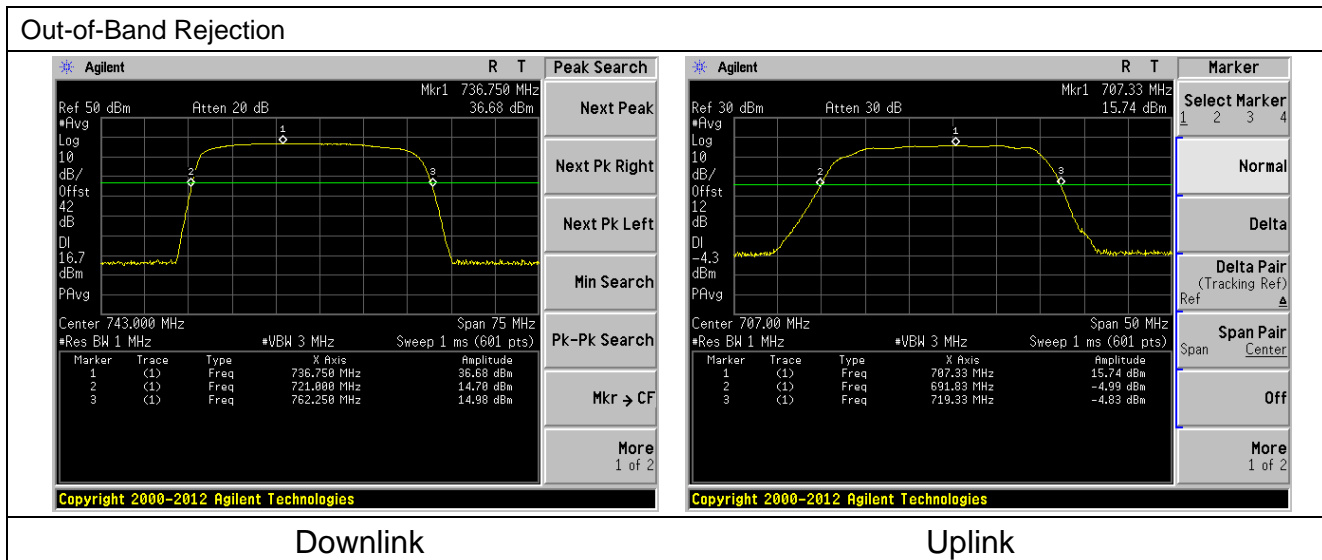 Out-of-Band Rejection
Agilent R T Peak Search
Mkr1 736.750 MHz
Ref 50 dBm Atten 20 dB 36.68 dBm
#Avg
Log
10
dB/
Offst
42
dB
DI
16.7
dBm
PAvg
1
2
3
Center 743.000 MHz Span 75 MHz
#Res BW 1 MHz #VBW 3 MHz Sweep 1 ms (601 pts)
Marker Trace Type X Axis Amplitude
1 (1) Freq 736.750 MHz 36.68 dBm
2 (1) Freq 721.000 MHz 14.70 dBm
3 (1) Freq 762.250 MHz 14.98 dBm
Next Peak
Next Pk Right
Next Pk Left
Min Search
Pk-Pk Search
Mkr → CF
More
1 of 2
Copyright 2000-2012 Agilent Technologies
Downlink
Agilent R T Marker
Mkr1 707.33 MHz
Ref 30 dBm Atten 30 dB 15.74 dBm
#Avg
Log
10
dB/
Offst
12
dB
DI
-4.3
dBm
PAvg
1
2
3
Center 707.00 MHz Span 50 MHz
#Res BW 1 MHz #VBW 3 MHz Sweep 1 ms (601 pts)
Marker Trace Type X Axis Amplitude
1 (1) Freq 707.33 MHz 15.74 dBm
2 (1) Freq 691.83 MHz -4.99 dBm
3 (1) Freq 719.33 MHz -4.83 dBm
Select Marker
1 2 3 4
Normal
Delta
Delta Pair
(Tracking Ref)
Ref Δ
Span Pair
Span Center
Off
More
1 of 2
Copyright 2000-2012 Agilent Technologies
Uplink